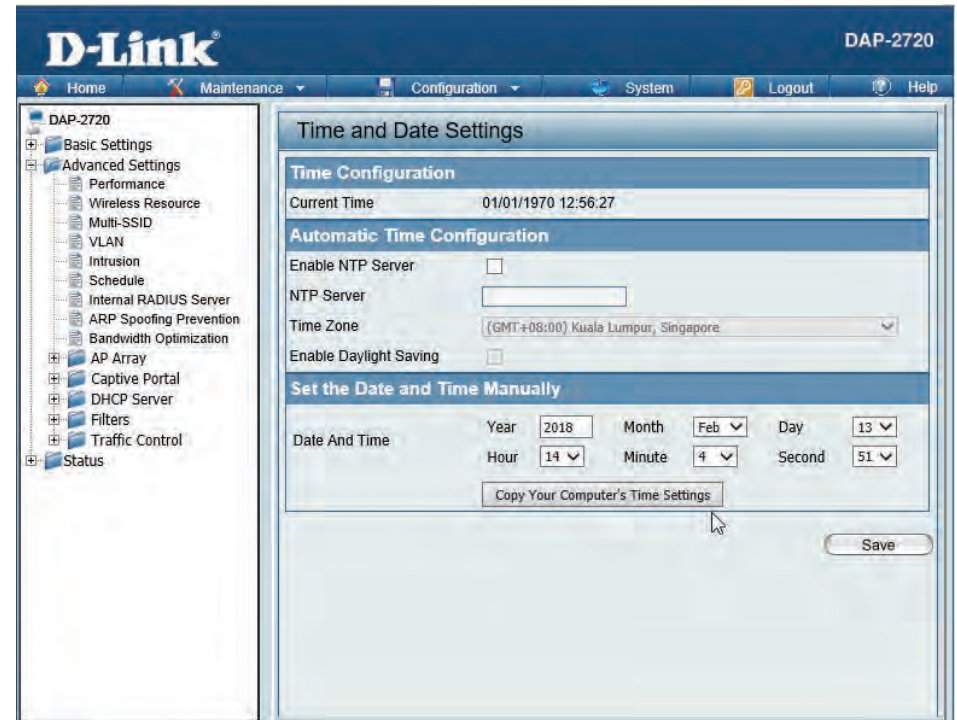 D-Link®
DAP-2720
Home Maintenance Configuration System Logout Help
DAP-2720
Basic Settings
Advanced Settings
Performance
Wireless Resource
Multi-SSID
VLAN
Intrusion
Schedule
Internal RADIUS Server
ARP Spoofing Prevention
Bandwidth Optimization
AP Array
Captive Portal
DHCP Server
Filters
Traffic Control
Status
Time and Date Settings
Time Configuration
Current Time 01/01/1970 12:56:27
Automatic Time Configuration
Enable NTP Server
NTP Server
Time Zone (GMT+08:00) Kuala Lumpur, Singapore
Enable Daylight Saving
Set the Date and Time Manually
Date And Time
Year 2018 Month Feb Day 13
Hour 14 Minute 4 Second 51
Copy Your Computer's Time Settings
Save